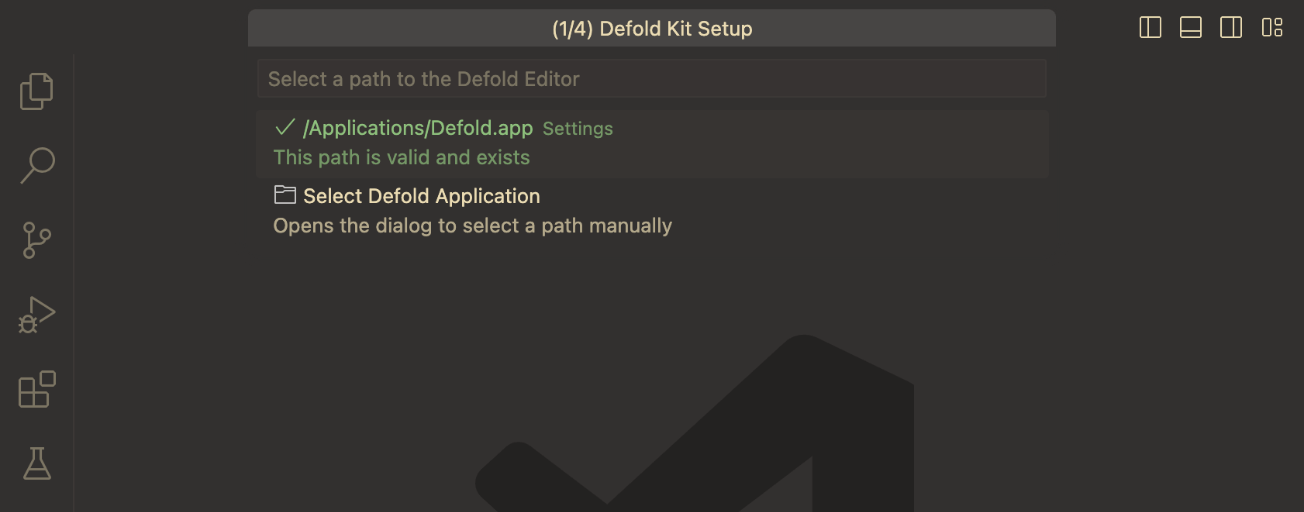 (1/4) Defold Kit Setup
Select a path to the Defold Editor
/Applications/Defold.app Settings
This path is valid and exists
Select Defold Application
Opens the dialog to select a path manually